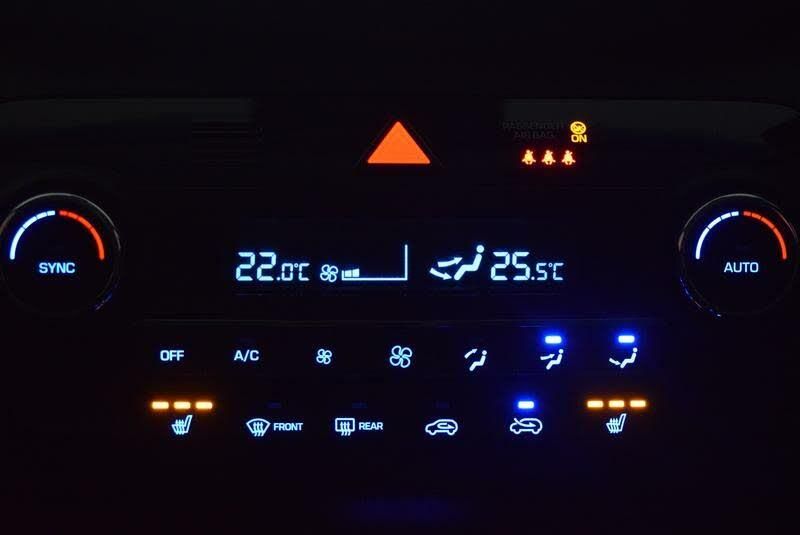 PASSENGER
AIR BAG
ON
SYNC
22.0°C
25.5°C
AUTO
OFF
A/C
FRONT
REAR